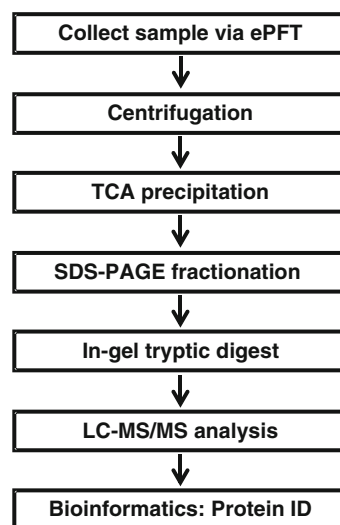 Collect sample via ePFT
Centrifugation
TCA precipitation
SDS-PAGE fractionation
In-gel tryptic digest
LC-MS/MS analysis
Bioinformatics: Protein ID